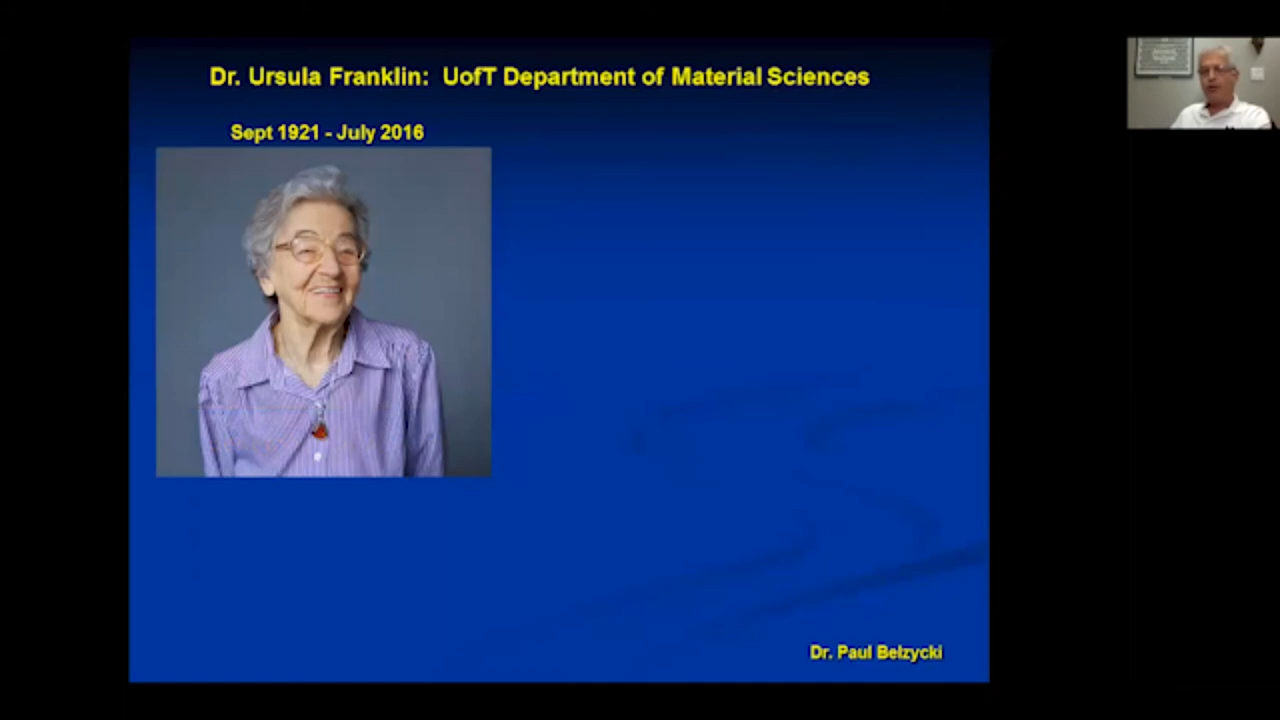 Dr. Ursula Franklin: UofT Department of Material Sciences
Sept 1921 - July 2016
Dr. Paul Belzycki